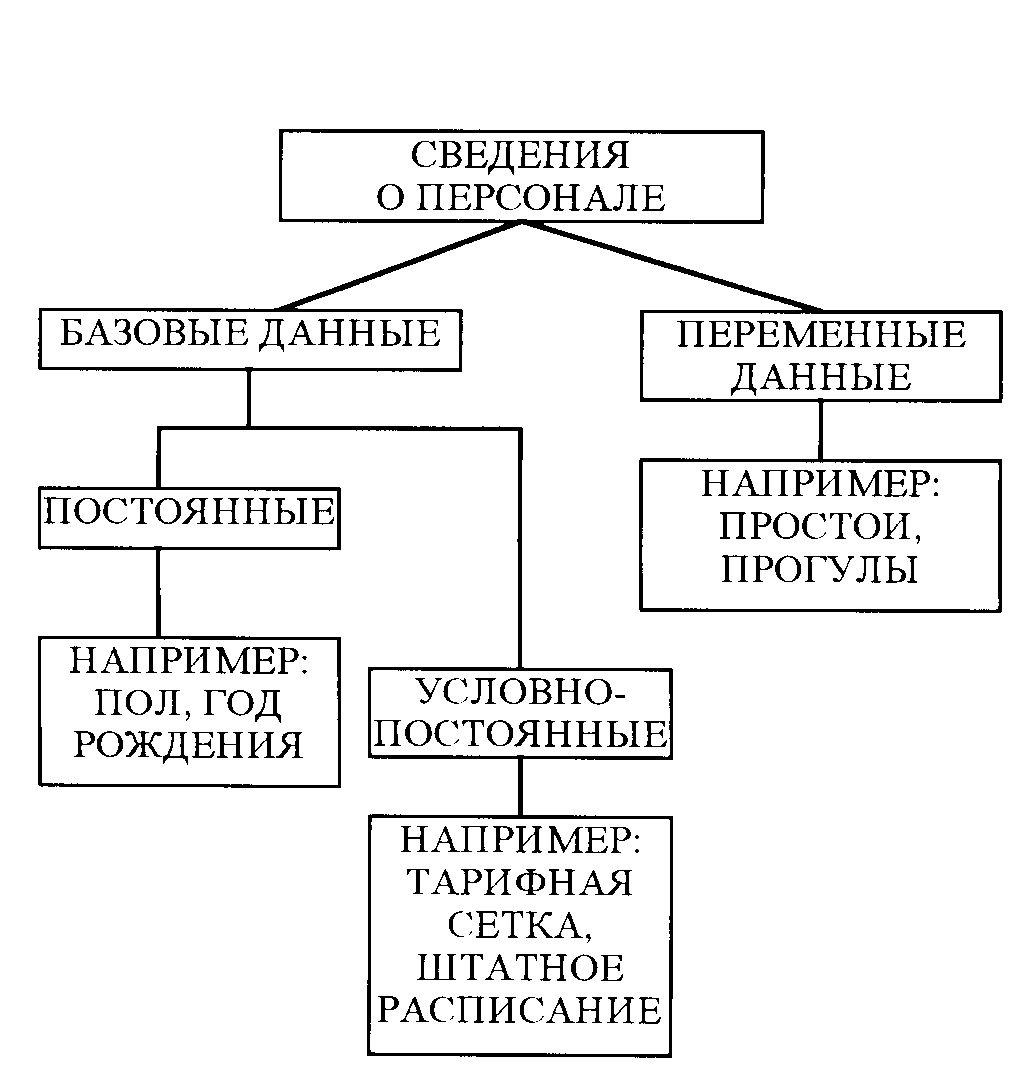 СВЕДЕНИЯ
О ПЕРСОНАЛЕ
БАЗОВЫЕ ДАННЫЕ
ПЕРЕМЕННЫЕ
ДАННЫЕ
ПОСТОЯННЫЕ
НАПРИМЕР:
ПРОСТОИ,
ПРОГУЛЫ
НАПРИМЕР:
ПОЛ, ГОД
РОЖДЕНИЯ
УСЛОВНО-
ПОСТОЯННЫЕ
НАПРИМЕР:
ТАРИФНАЯ
СЕТКА,
ШТАТНОЕ
РАСПИСАНИЕ